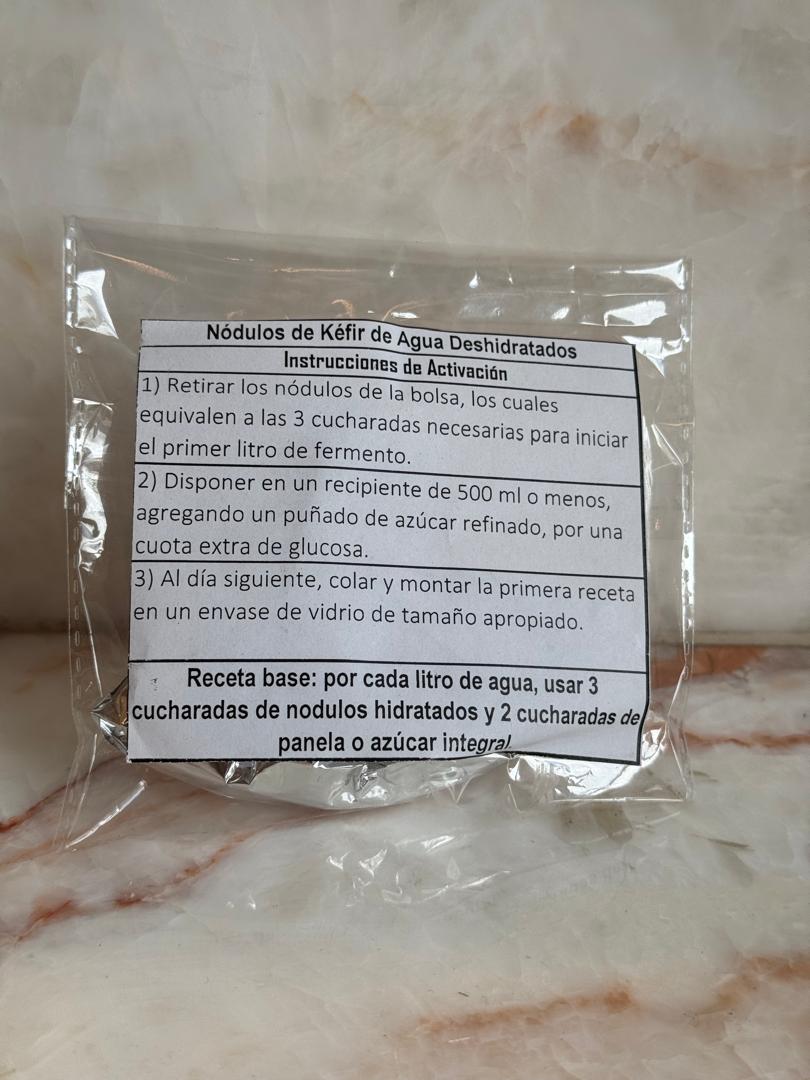 Nódulos de Kéfir de Agua Deshidratados
Instrucciones de Activación
1) Retirar los nódulos de la bolsa, los cuales
equivalen a las 3 cucharadas necesarias para iniciar
el primer litro de fermento.
2) Disponer en un recipiente de 500 ml o menos,
agregando un puñado de azúcar refinado, por una
cuota extra de glucosa.
3) Al día siguiente, colar y montar la primera receta
en un envase de vidrio de tamaño apropiado.
Receta base: por cada litro de agua, usar 3
cucharadas de nodulos hidratados y 2 cucharadas de
panela o azúcar integral.